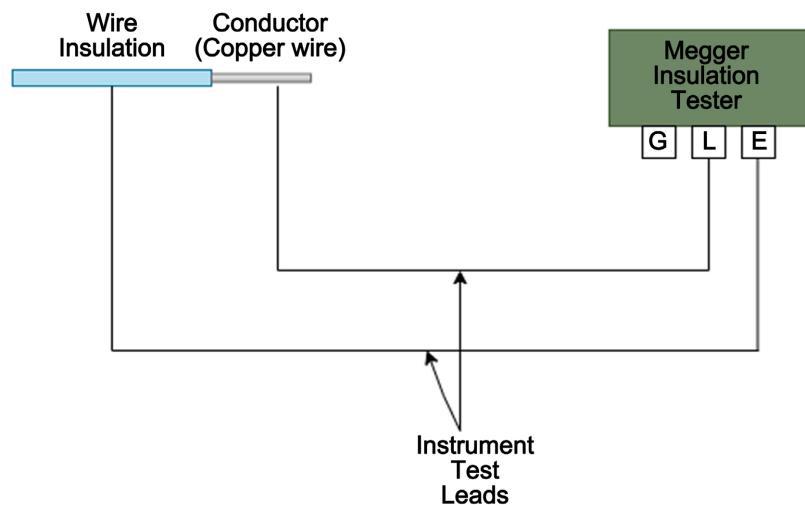 Wire
Insulation
Conductor
(Copper wire)
Megger
Insulation
Tester
G L E
Instrument
Test
Leads